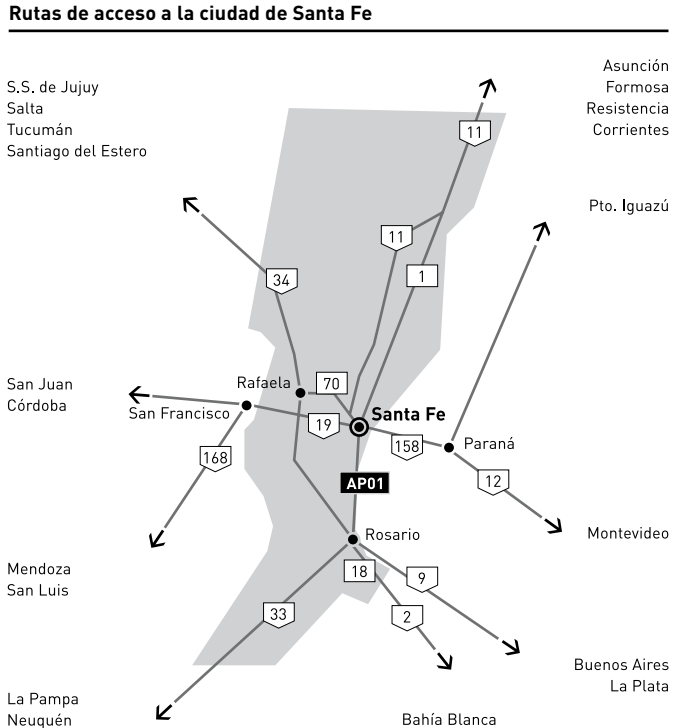 Rutas de acceso a la ciudad de Santa Fe
Asunción
Formosa
Resistencia
Corrientes
S.S. de Jujuy
Salta
Tucumán
Santiago del Estero
11
Pto. Iguazú
11
34
1
San Juan
Córdoba
Rafaela
70
San Francisco
Santa Fe
19
158
Paraná
168
12
AP01
Rosario
Montevideo
Mendoza
San Luis
18
9
33
2
Buenos Aires
La Plata
La Pampa
Neuquén
Bahía Blanca